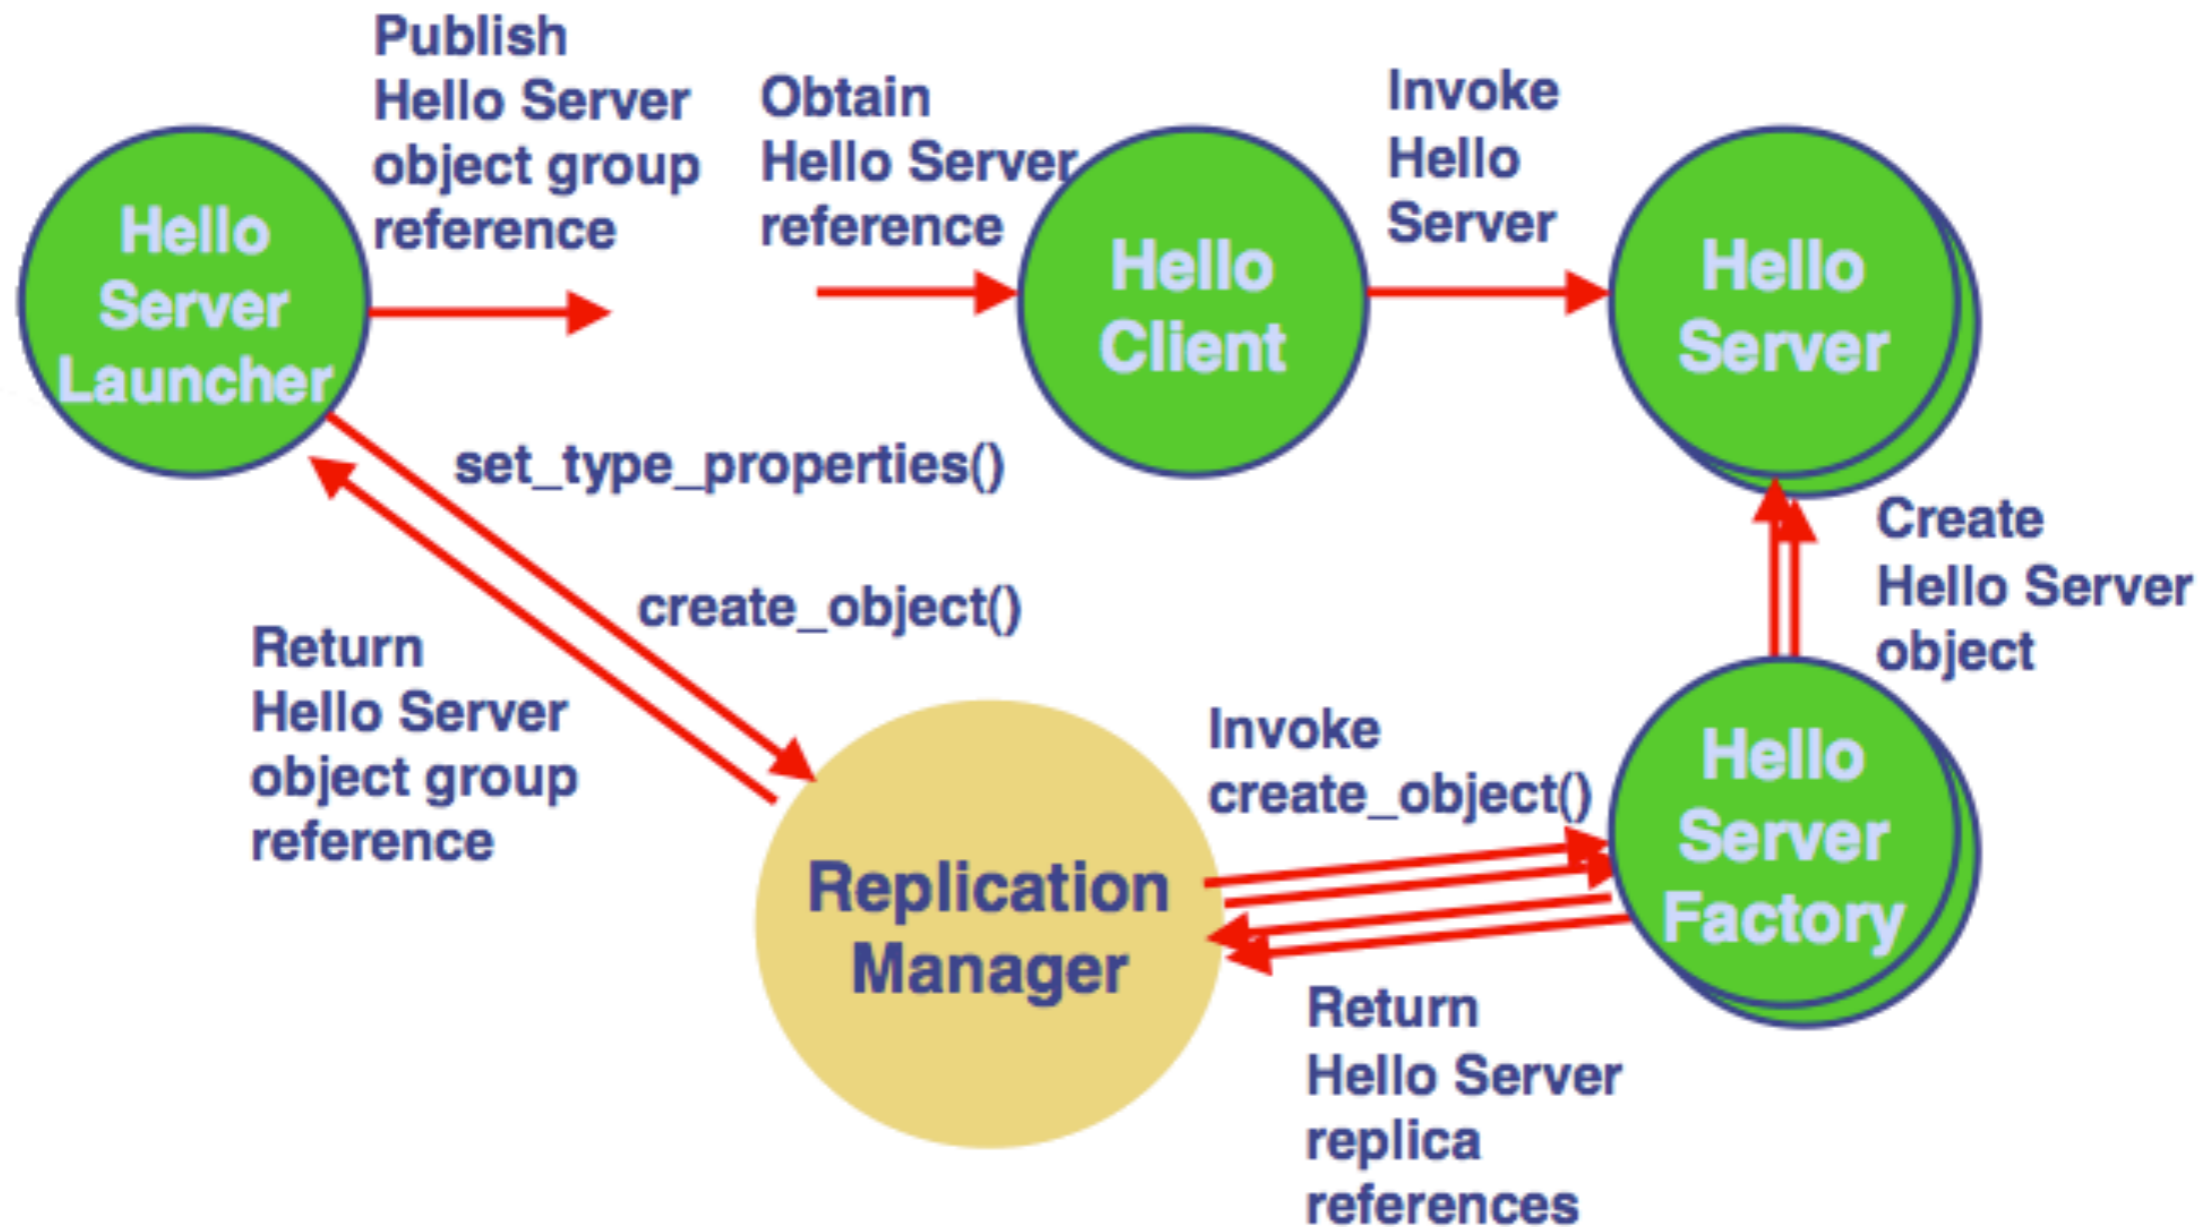 Publish
Hello Server
object group
reference
Obtain
Hello Server
reference
Invoke
Hello
Server
Hello
Server
Launcher
Hello
Client
Hello
Server
set_type_properties()
create_object()
Create
Hello Server
object
Return
Hello Server
object group
reference
Invoke
create_object()
Hello
Server
Factory
Replication
Manager
Return
Hello Server
replica
references